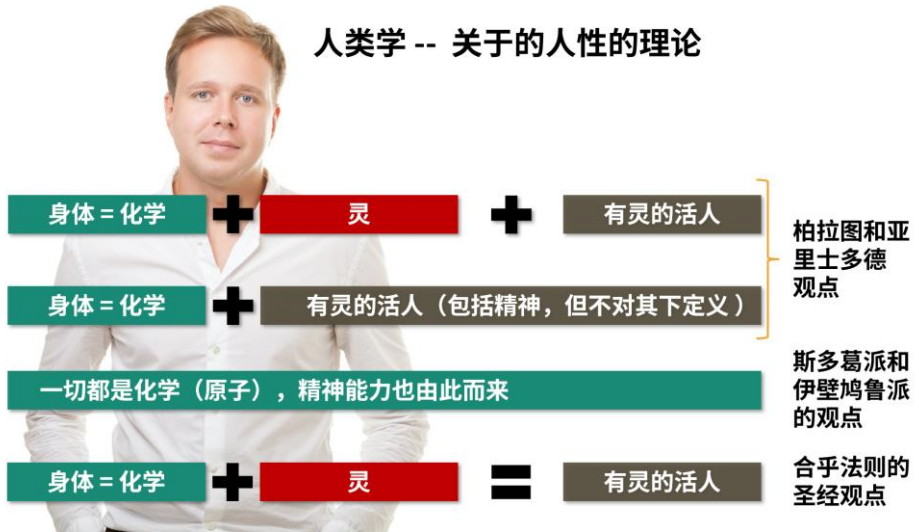 人类学 -- 关于的人性的理论
身体 = 化学 + 灵 + 有灵的活人
柏拉图和亚
里士多德
观点
身体 = 化学 + 有灵的活人（包括精神，但不对其下定义 ）
一切都是化学（原子），精神能力也由此而来
斯多葛派和
伊壁鸠鲁派
的观点
身体 = 化学 + 灵 = 有灵的活人
合乎法则的
圣经观点